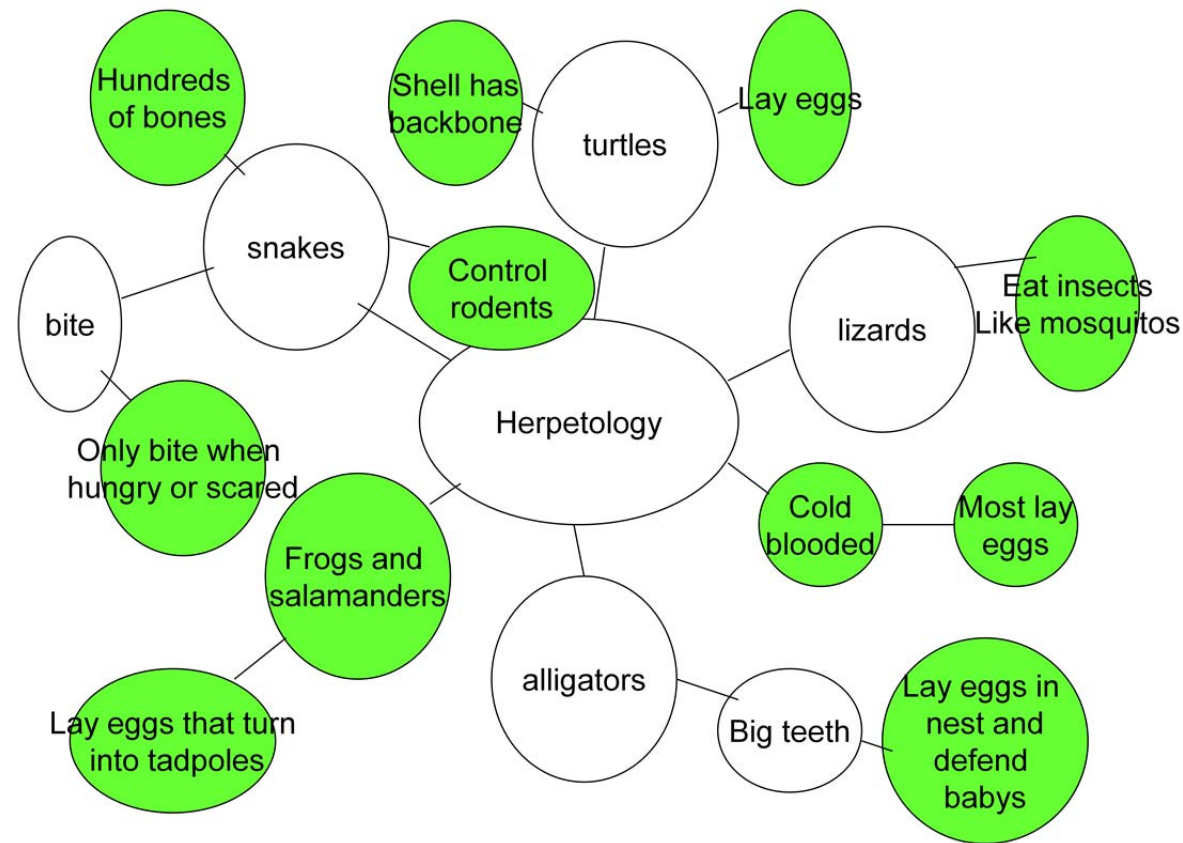 Hundreds
of bones
Shell has
backbone
turtles
Lay eggs
snakes
Control
rodents
bite
lizards
Eat insects
Like mosquitos
Herpetology
Only bite when
hungry or scared
Cold
blooded
Most lay
eggs
Frogs and
salamanders
alligators
Big teeth
Lay eggs in
nest and
defend
babys
Lay eggs that turn
into tadpoles